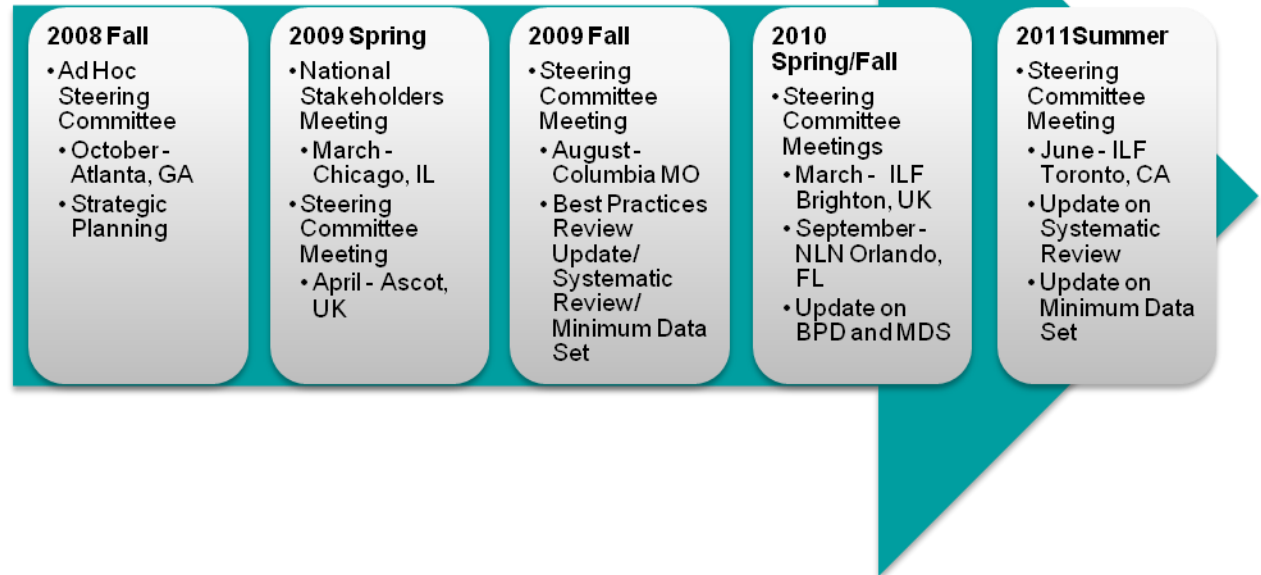 2008 Fall
•Ad Hoc
Steering
Committee
•October-
Atlanta, GA
•Strategic
Planning
2009 Spring
•National
Stakeholders
Meeting
•March-
Chicago, IL
•Steering
Committee
Meeting
•April - Ascot,
UK
2009 Fall
•Steering
Committee
Meeting
•August-
Columbia MO
•Best Practices
Review
Update/
Systematic
Review/
Minimum Data
Set
2010
Spring/Fall
•Steering
Committee
Meetings
•March - ILF
Brighton, UK
•September-
NLN Orlando,
FL
•Update on
BPD and MDS
2011Summer
•Steering
Committee
Meeting
•June - ILF
Toronto, CA
•Update on
Systematic
Review
•Update on
Minimum Data
Set